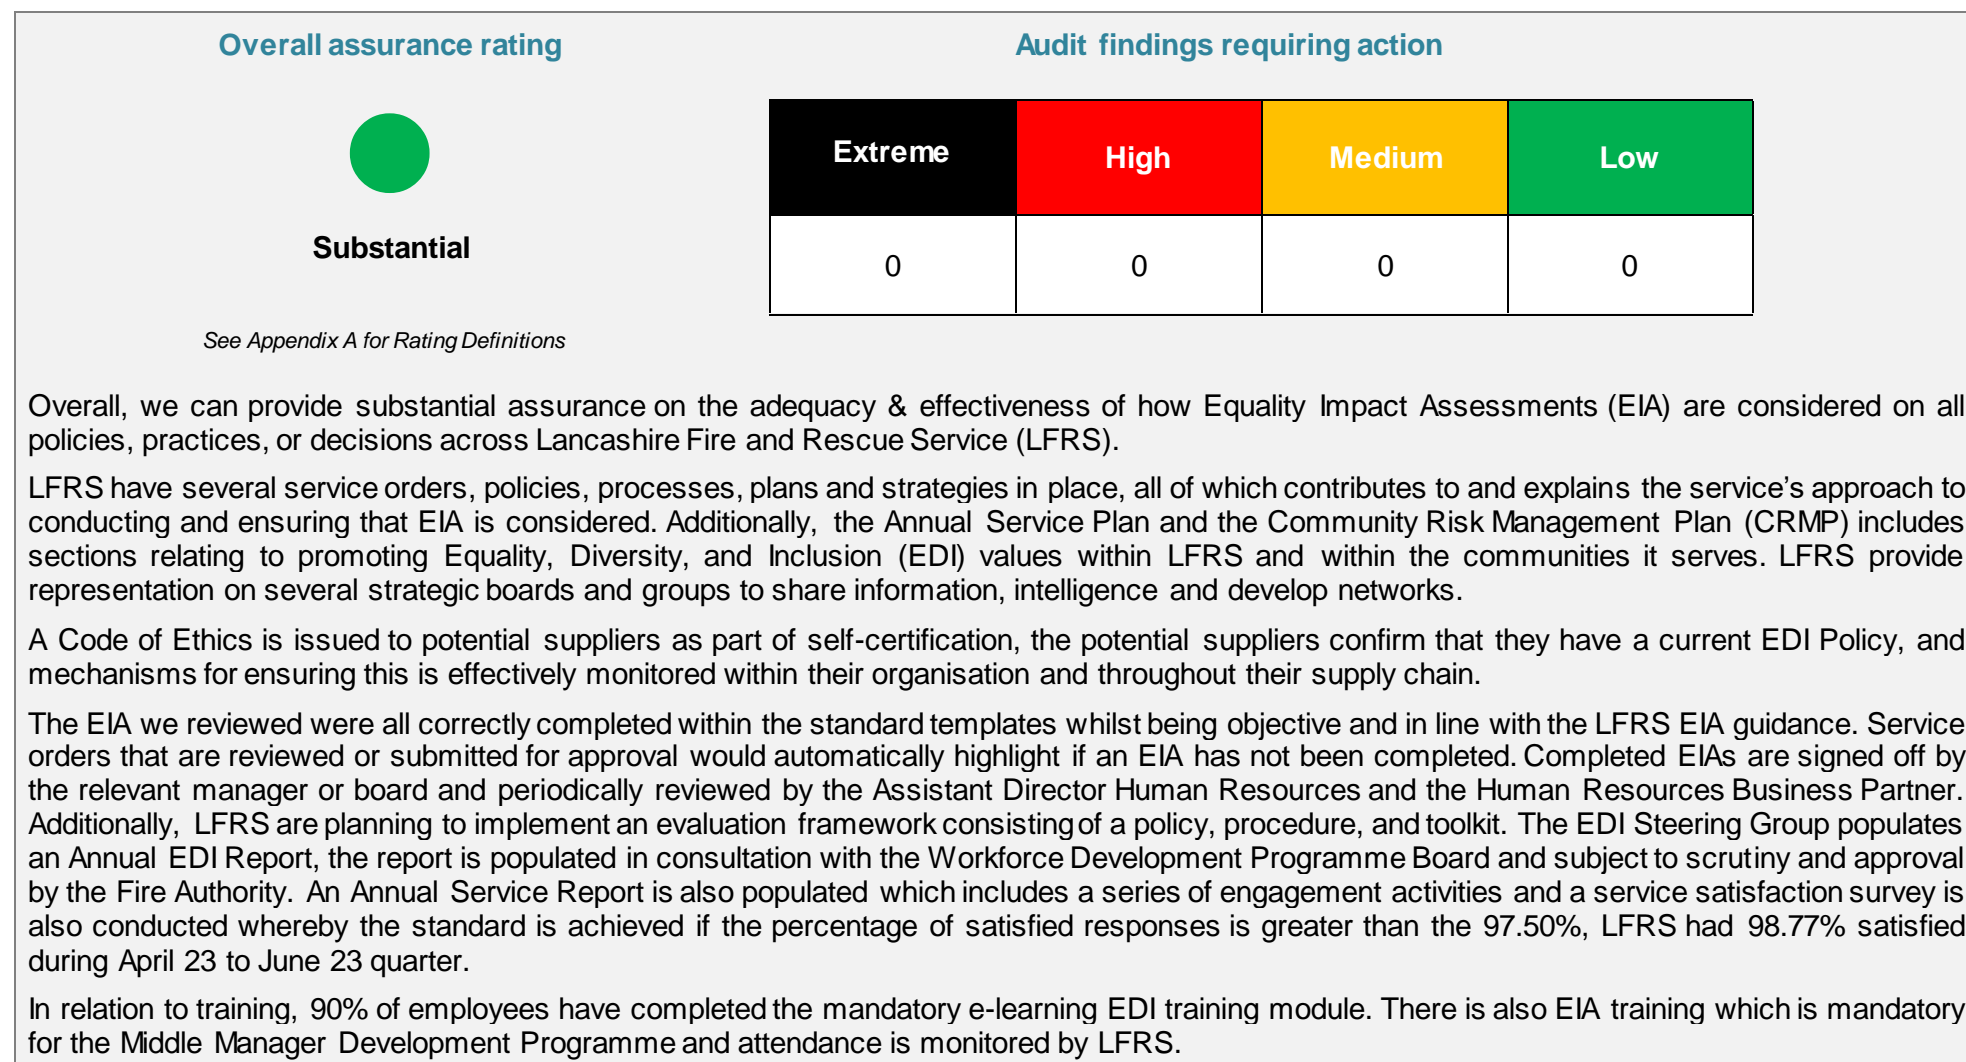 Overall assurance rating
Audit findings requiring action
Extreme
High
Medium
Low
Substantial
0
0
0
0
See Appendix A for Rating Definitions
Overall, we can provide substantial assurance on the adequacy & effectiveness of how Equality Impact Assessments (EIA) are considered on all
policies, practices, or decisions across Lancashire Fire and Rescue Service (LFRS).
LFRS have several service orders, policies, processes, plans and strategies in place, all of which contributes to and explains the service’s approach to
conducting and ensuring that EIA is considered. Additionally, the Annual Service Plan and the Community Risk Management Plan (CRMP) includes
sections relating to promoting Equality, Diversity, and Inclusion (EDI) values within LFRS and within the communities it serves. LFRS provide
representation on several strategic boards and groups to share information, intelligence and develop networks.
A Code of Ethics is issued to potential suppliers as part of self-certification, the potential suppliers confirm that they have a current EDI Policy, and
mechanisms for ensuring this is effectively monitored within their organisation and throughout their supply chain.
The EIA we reviewed were all correctly completed within the standard templates whilst being objective and in line with the LFRS EIA guidance. Service
orders that are reviewed or submitted for approval would automatically highlight if an EIA has not been completed. Completed EIAs are signed off by
the relevant manager or board and periodically reviewed by the Assistant Director Human Resources and the Human Resources Business Partner.
Additionally, LFRS are planning to implement an evaluation framework consisting of a policy, procedure, and toolkit. The EDI Steering Group populates
an Annual EDI Report, the report is populated in consultation with the Workforce Development Programme Board and subject to scrutiny and approval
by the Fire Authority. An Annual Service Report is also populated which includes a series of engagement activities and a service satisfaction survey is
also conducted whereby the standard is achieved if the percentage of satisfied responses is greater than the 97.50%, LFRS had 98.77% satisfied
during April 23 to June 23 quarter.
In relation to training, 90% of employees have completed the mandatory e-learning EDI training module. There is also EIA training which is mandatory
for the Middle Manager Development Programme and attendance is monitored by LFRS.